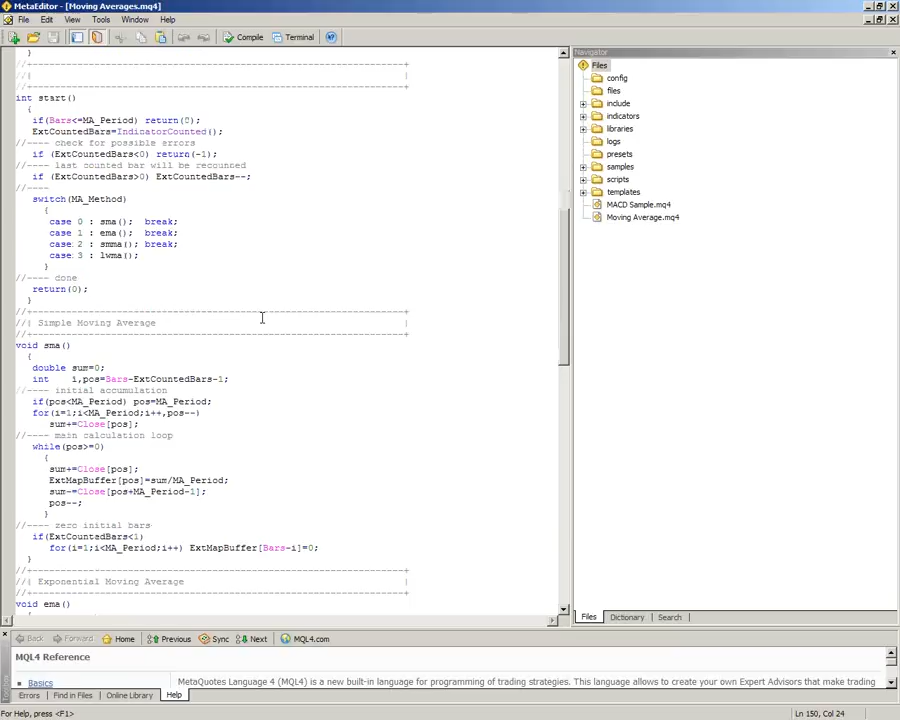 MetaEditor - [Moving Averages.mq4]
File Edit View Tools Window Help
Compile Terminal
}
//+------------------------------------------------------------------+
//| |
//+------------------------------------------------------------------+
int start()
{
if(Bars<=MA_Period) return(0);
ExtCountedBars=IndicatorCounted();
//---- check for possible errors
if (ExtCountedBars<0) return(-1);
//---- last counted bar will be recounted
if (ExtCountedBars>0) ExtCountedBars--;
//----
switch(MA_Method)
{
case 0 : sma(); break;
case 1 : ema(); break;
case 2 : smma(); break;
case 3 : lwma();
}
//---- done
return(0);
}
//+------------------------------------------------------------------+
//| Simple Moving Average |
//+------------------------------------------------------------------+
void sma()
{
double sum=0;
int i,pos=Bars-ExtCountedBars-1;
//---- initial accumulation
if(pos<MA_Period) pos=MA_Period;
for(i=1;i<MA_Period;i++,pos--)
sum+=Close[pos];
//---- main calculation loop
while(pos>=0)
{
sum+=Close[pos];
ExtMapBuffer[pos]=sum/MA_Period;
sum-=Close[pos+MA_Period-1];
pos--;
}
//---- zero initial bars
if(ExtCountedBars<1)
for(i=1;i<MA_Period;i++) ExtMapBuffer[Bars-i]=0;
}
//+------------------------------------------------------------------+
//| Exponential Moving Average |
//+------------------------------------------------------------------+
void ema()
Navigator
Files
config
files
include
indicators
libraries
logs
presets
samples
scripts
templates
MACD Sample.mq4
Moving Average.mq4
Files Dictionary Search
Back Forward Home Previous Sync Next MQL4.com
MQL4 Reference
Basics
MetaQuotes Language 4 (MQL4) is a new built-in language for programming of trading strategies. This language allows to create your own Expert Advisors that make trading
Toolbox
Errors Find in Files Online Library Help
For Help, press <F1>
Ln 150, Col 24